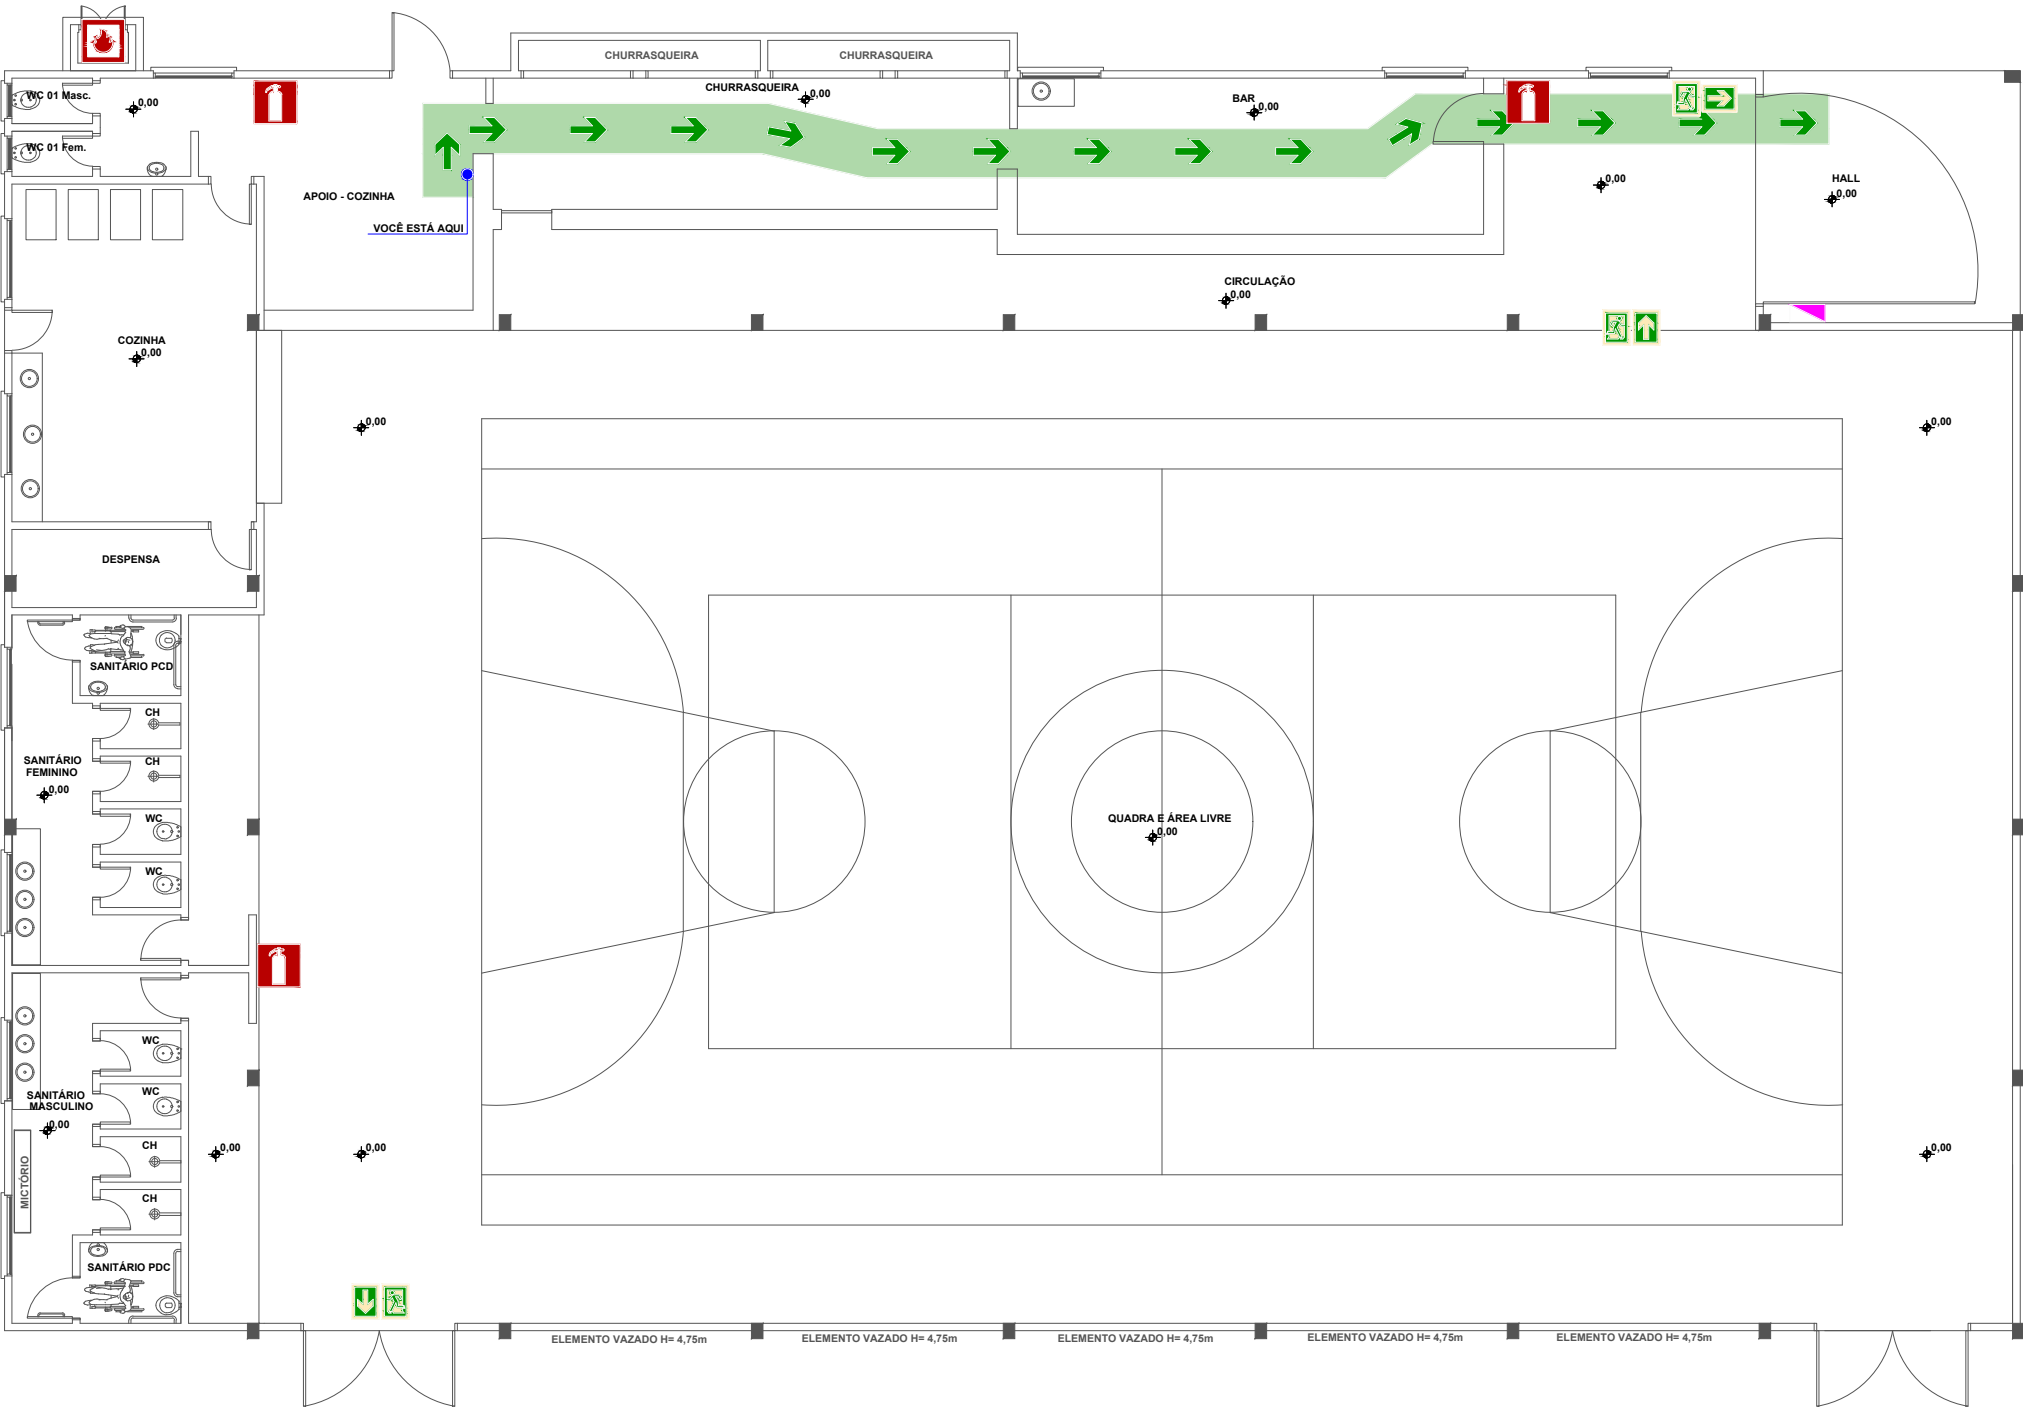 CHURRASQUEIRA
CHURRASQUEIRA
WC 01 Masc.
0,00
CHURRASQUEIRA
0,00
BAR
0,00
WC 01 Fem.
APOIO - COZINHA
VOCÊ ESTÁ AQUI
0,00
HALL
0,00
CIRCULAÇÃO
0,00
COZINHA
0,00
0,00
0,00
DESPENSA
SANITÁRIO PCD
CH
SANITÁRIO
FEMININO
0,00
CH
WC
WC
QUADRA E ÁREA LIVRE
0,00
WC
WC
SANITÁRIO
MASCULINO
0,00
CH
0,00
0,00
0,00
MICTÓRIO
CH
SANITÁRIO PDC
ELEMENTO VAZADO H= 4,75m
ELEMENTO VAZADO H= 4,75m
ELEMENTO VAZADO H= 4,75m
ELEMENTO VAZADO H= 4,75m
ELEMENTO VAZADO H= 4,75m